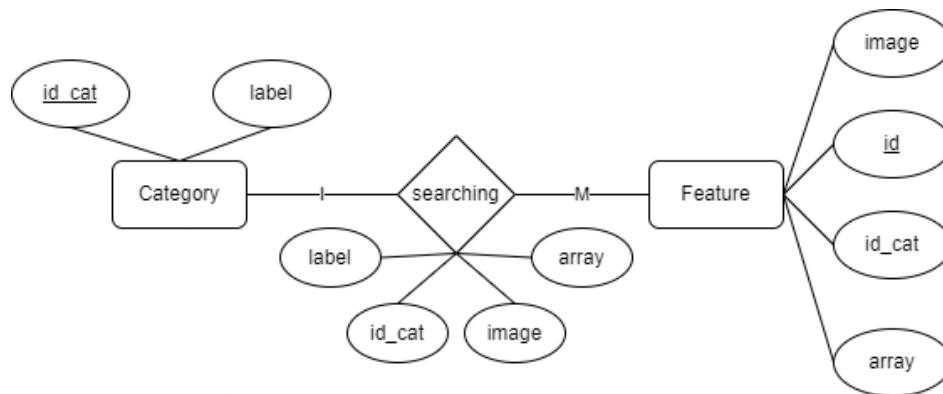 image
id_cat
label
id
Category
I
searching
M
Feature
label
array
id_cat
id_cat
image
array